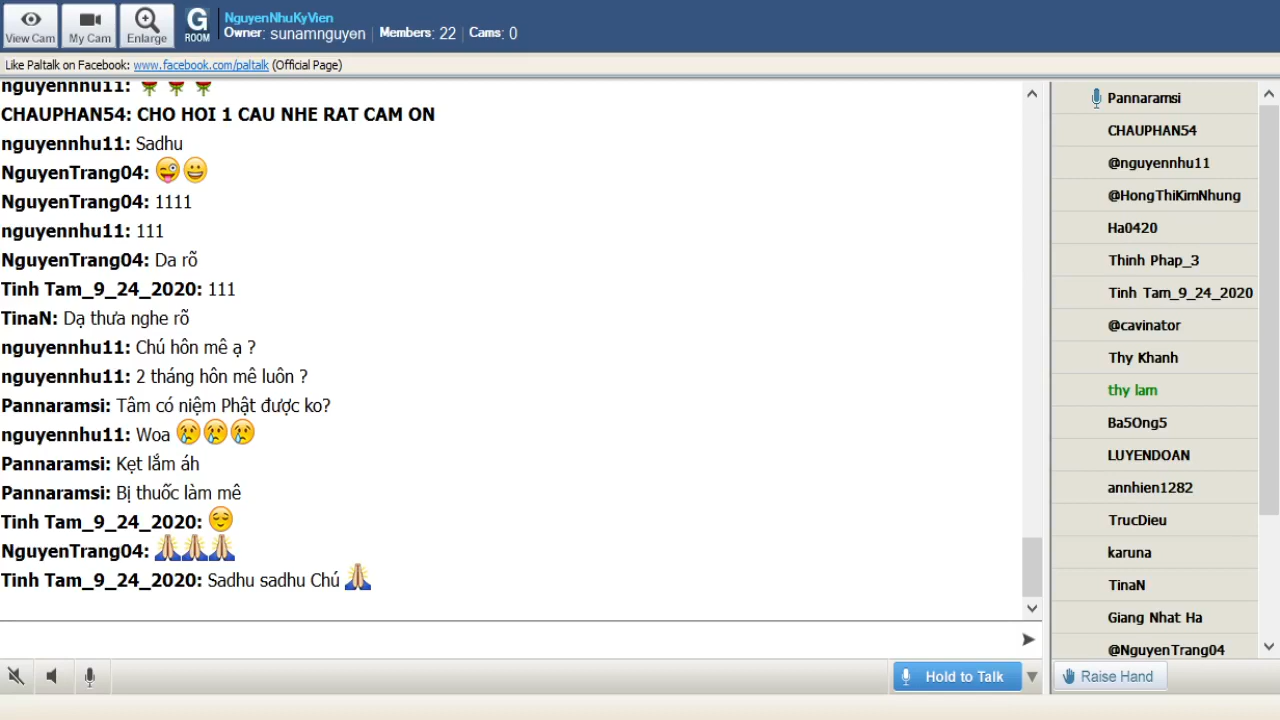 View Cam
My Cam
Enlarge
G
ROOM
NguyenNhuKyVien
Owner: sunamnguyen | Members: 22 | Cams: 0
Like Paltalk on Facebook: www.facebook.com/paltalk (Official Page)
nguyennhu11:
CHAUPHAN54: CHO HOI 1 CAU NHE RAT CAM ON
nguyennhu11: Sadhu
NguyenTrang04:
NguyenTrang04: 1111
nguyennhu11: 111
NguyenTrang04: Da rõ
Tinh Tam_9_24_2020: 111
TinaN: Dạ thưa nghe rõ
nguyennhu11: Chú hôn mê ạ ?
nguyennhu11: 2 tháng hôn mê luôn ?
Pannaramsi: Tâm có niệm Phật được ko?
nguyennhu11: Woa
Pannaramsi: Kẹt lắm áh
Pannaramsi: Bị thuốc làm mê
Tinh Tam_9_24_2020:
NguyenTrang04:
Tinh Tam_9_24_2020: Sadhu sadhu Chú
Pannaramsi
CHAUPHAN54
@nguyennhu11
@HongThiKimNhung
Ha0420
Thinh Phap_3
Tinh Tam_9_24_2020
@cavinator
Thy Khanh
thy lam
Ba5Ong5
LUYENDOAN
annhien1282
TrucDieu
karuna
TinaN
Giang Nhat Ha
@NguyenTrang04
Hold to Talk
Raise Hand